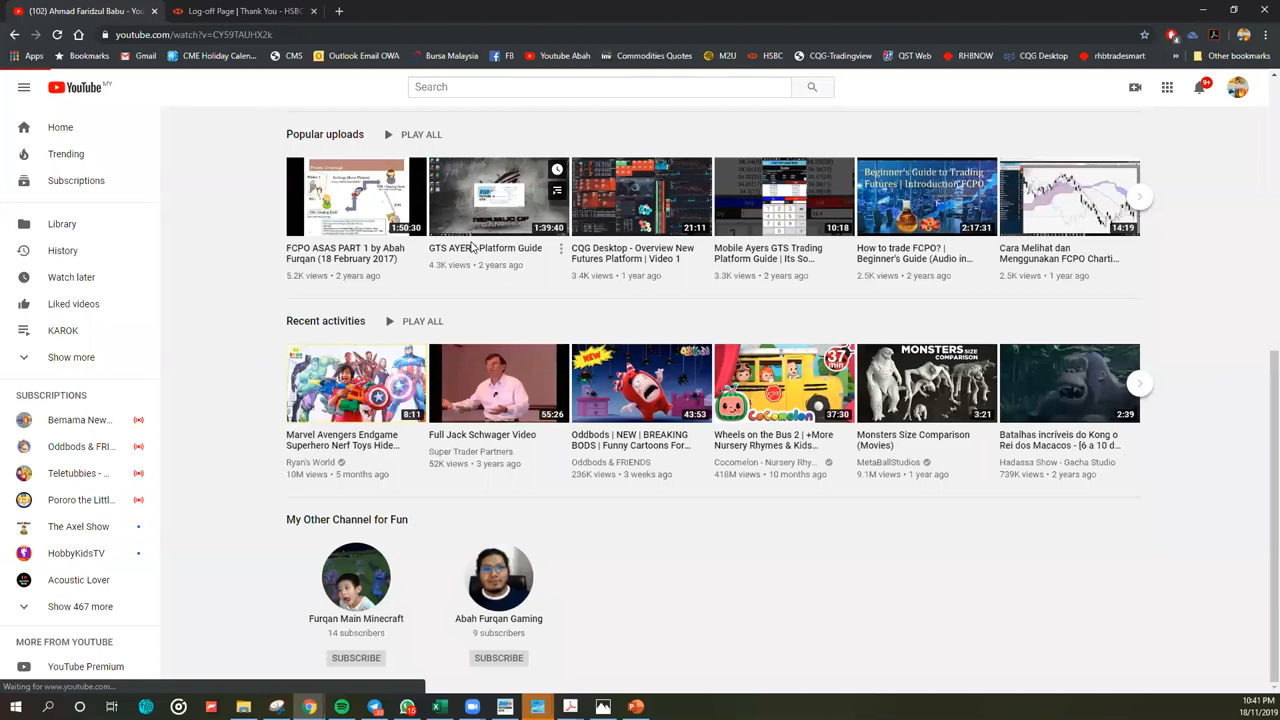 (102) Ahmad Faridzul Babu - You
Log-off Page | Thank You - HSBC
youtube.com/watch?v=CY59TAUHX2k
Apps
Bookmarks
Gmail
CME Holiday Calen...
CMS
Outlook Email OWA
Bursa Malaysia
FB
Youtube Abah
Commodities Quotes
M2U
HSBC
CQG-Tradingview
QST Web
RHBNOW
CQG Desktop
rhbtradesmart
Other bookmarks
YouTube MY
Search
9+
Home
Trending
Subscriptions
Library
History
Watch later
Liked videos
KAROK
Show more
SUBSCRIPTIONS
Bernama New...
Oddbods & FRI...
Teletubbies - ...
Pororo the Littl...
The Axel Show
HobbyKidsTV
Acoustic Lover
Show 467 more
MORE FROM YOUTUBE
YouTube Premium
Waiting for www.youtube.com...
Popular uploads
PLAY ALL
1:50:30
1:39:40
21:11
10:18
Beginner's Guide to Trading
Futures | Introduction FCPO
2:17:31
14:19
FCPO ASAS PART 1 by Abah
Furqan (18 February 2017)
5.2K views • 2 years ago
GTS AYERS Platform Guide
4.3K views • 2 years ago
CQG Desktop - Overview New
Futures Platform | Video 1
3.4K views • 1 year ago
Mobile Ayers GTS Trading
Platform Guide | Its So...
3.3K views • 2 years ago
How to trade FCPO? |
Beginner's Guide (Audio in...
2.5K views • 2 years ago
Cara Melihat dan
Menggunakan FCPO Charti...
2.5K views • 1 year ago
Recent activities
PLAY ALL
8:11
55:26
NEW
43:53
37
min
CoComelon
37:30
MONSTERS SIZE
COMPARISON
3:21
2:39
Marvel Avengers Endgame
Superhero Nerf Toys Hide...
Ryan's World
10M views • 5 months ago
Full Jack Schwager Video
Super Trader Partners
52K views • 3 years ago
Oddbods | NEW | BREAKING
BODS | Funny Cartoons For...
Oddbods & FRIENDS
236K views • 3 weeks ago
Wheels on the Bus 2 | +More
Nursery Rhymes & Kids...
Cocomelon - Nursery Rhy...
418M views • 10 months ago
Monsters Size Comparison
(Movies)
MetaBallStudios
9.1M views • 1 year ago
Batalhas incríveis do Kong o
Rei dos Macacos - [6 a 10 d...
Hadassa Show - Gacha Studio
739K views • 2 years ago
My Other Channel for Fun
Furqan Main Minecraft
14 subscribers
SUBSCRIBE
Abah Furqan Gaming
9 subscribers
SUBSCRIBE
15
10:41 PM
18/11/2019